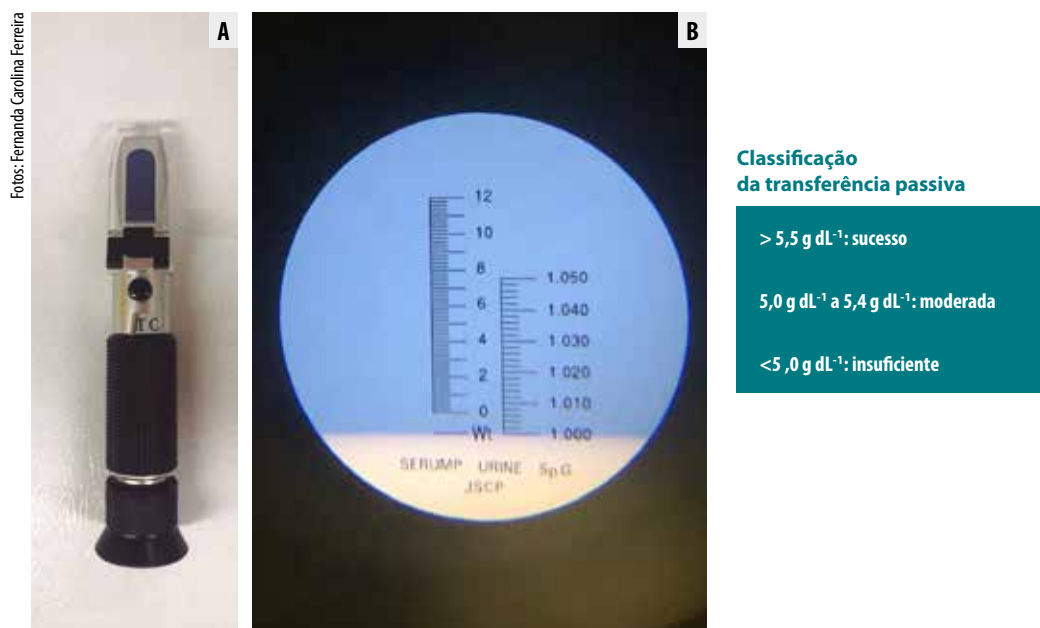 Fotos: Fernanda Carolina Ferreira
A
TC
B
12
10
8
6
4
2
0
Wt
1.050
1.040
1.030
1.020
1.010
1.000
SERUMP URINE SpG
JSCP
Classificação
da transferência passiva
> 5,5 g dL⁻¹: sucesso
5,0 g dL⁻¹ a 5,4 g dL⁻¹: moderada
<5 ,0 g dL⁻¹: insuficiente